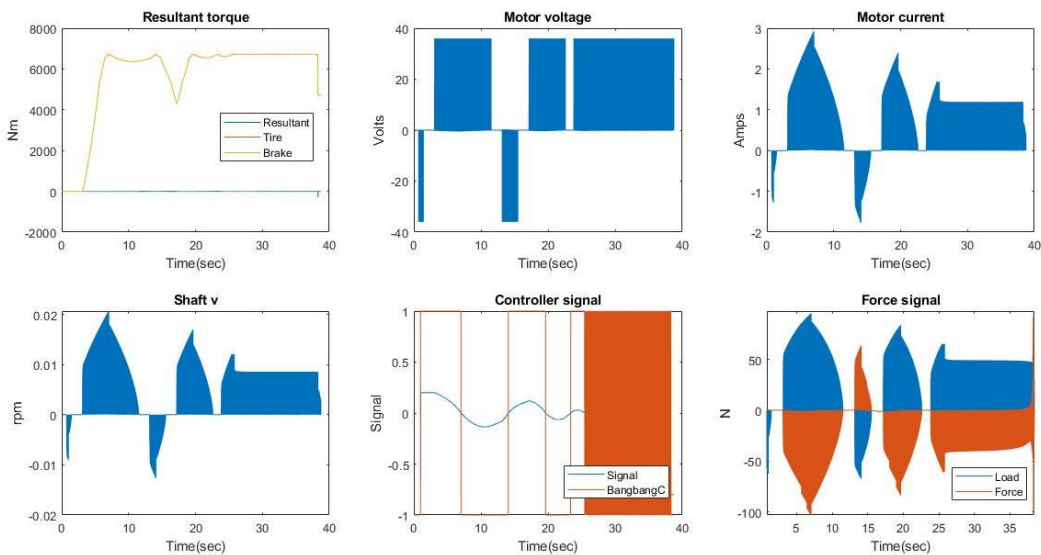 Resultant torque
8000
6000
4000
2000
0
-2000
Nm
Resultant
Tire
Brake
0 10 20 30 40
Time(sec)
Motor voltage
40
20
0
-20
-40
Volts
0 10 20 30 40
Time(sec)
Motor current
3
2
1
0
-1
-2
Amps
0 10 20 30 40
Time(sec)
Shaft v
0.02
0.01
0
-0.01
-0.02
rpm
0 10 20 30 40
Time(sec)
Controller signal
1
0.5
0
-0.5
-1
Signal
Signal
BangbangC
0 10 20 30 40
Time(sec)
Force signal
50
0
-50
-100
N
Load
Force
5 10 15 20 25 30 35
Time(sec)